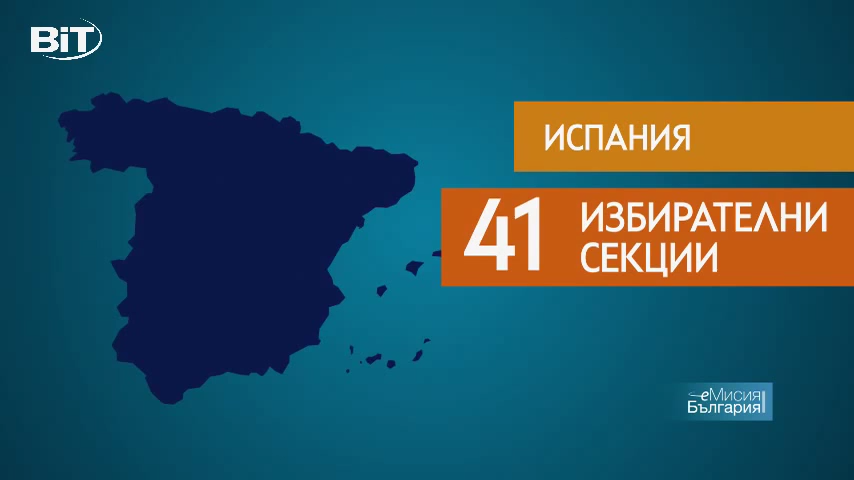 BiT
ИСПАНИЯ
41 ИЗБИРАТЕЛНИ
СЕКЦИИ
еМисия
България